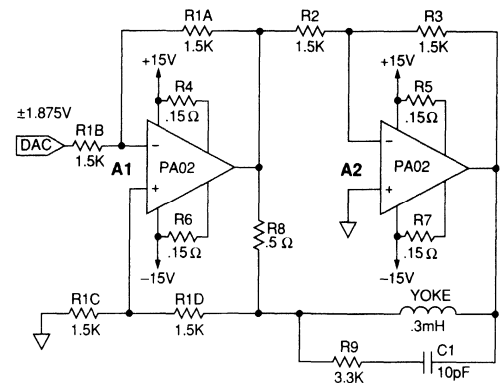 R1A
1.5K
R2
1.5K
R3
1.5K
+15V
R4
.15Ω
+15V
R5
.15Ω
±1.875V
DAC
R1B
1.5K
A1
−
+
PA02
A2
−
+
PA02
R6
.15Ω
−15V
R8
.5 Ω
R7
.15Ω
−15V
R1C
1.5K
R1D
1.5K
YOKE
.3mH
R9
3.3K
C1
10pF